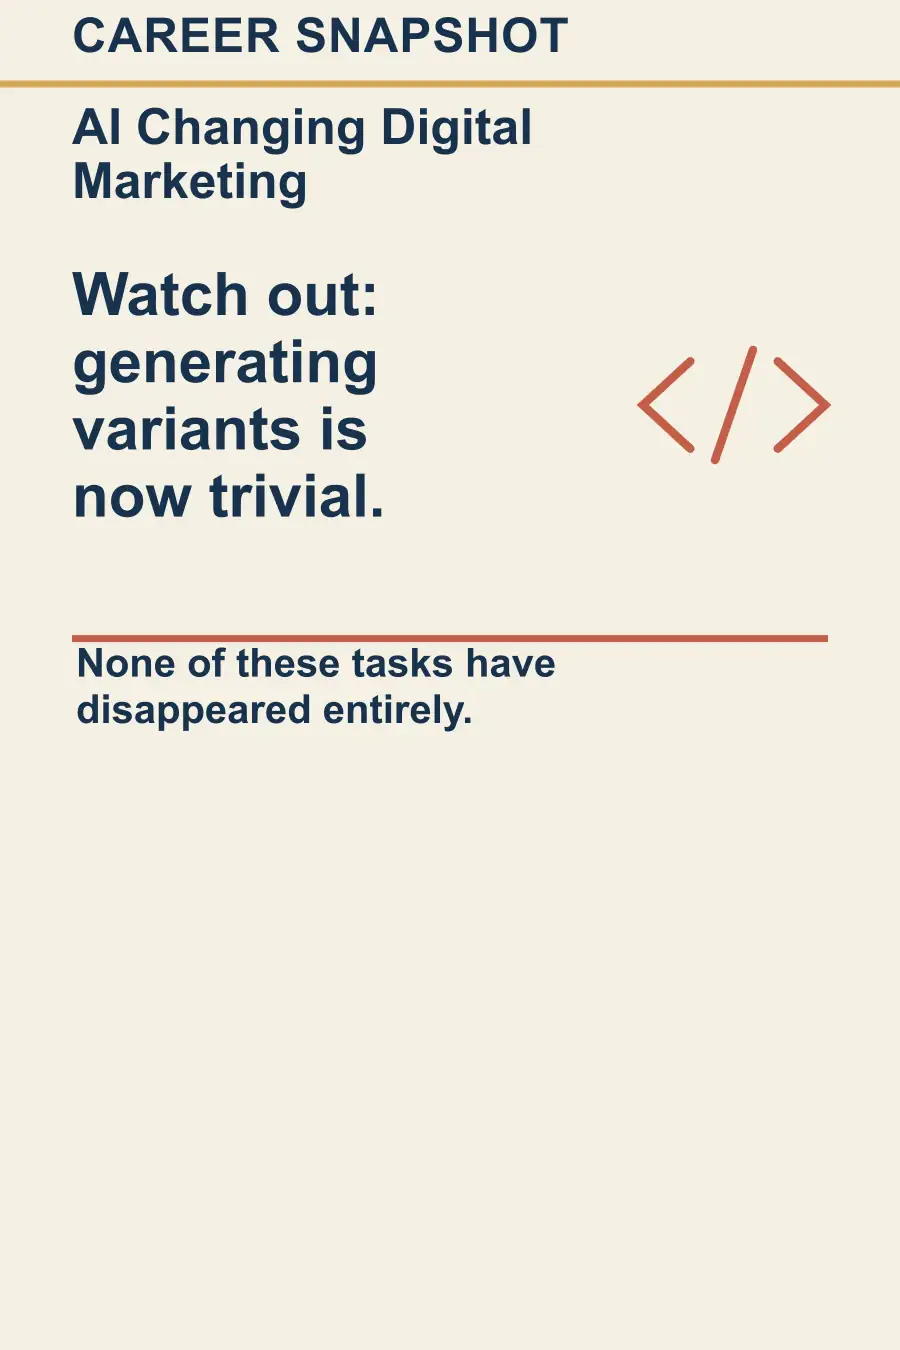 CAREER SNAPSHOT
AI Changing Digital
Marketing
Watch out:
generating
variants is
now trivial.
</>
None of these tasks have
disappeared entirely.